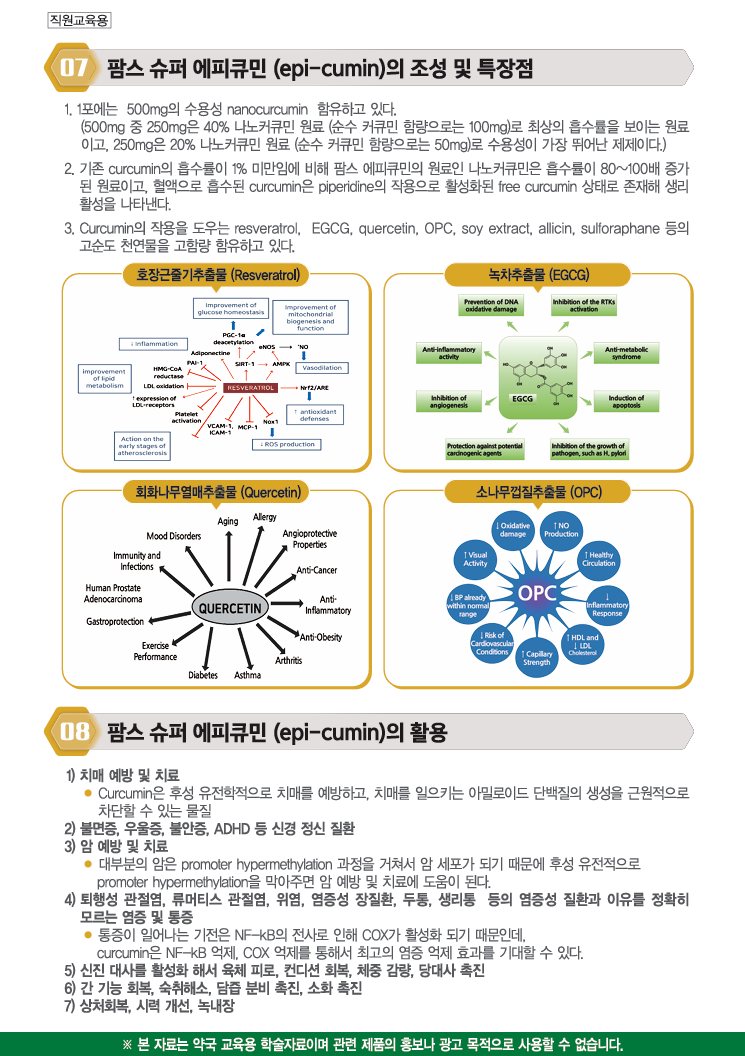 직원교육용
07 팜스 슈퍼 에피큐민 (epi-cumin)의 조성 및 특장점
1. 1포에는 500mg의 수용성 nanocurcumin 함유하고 있다.
(500mg 중 250mg은 40% 나노커큐민 원료 (순수 커큐민 함량으로는 100mg)로 최상의 흡수률을 보이는 원료
이고, 250mg은 20% 나노커큐민 원료 (순수 커큐민 함량으로는 50mg)로 수용성이 가장 뛰어난 제제이다.)
2. 기존 curcumin의 흡수률이 1% 미만임에 비해 팜스 에피큐민의 원료인 나노커큐민은 흡수률이 80~100배 증가
된 원료이고, 혈액으로 흡수된 curcumin은 piperidine의 작용으로 활성화된 free curcumin 상태로 존재해 생리
활성을 나타낸다.
3. Curcumin의 작용을 도우는 resveratrol, EGCG, quercetin, OPC, soy extract, allicin, sulforaphane 등의
고순도 천연물을 고함량 함유하고 있다.
호장근줄기추출물 (Resveratrol)
Improvement of
glucose homeostasis
Improvement of
mitochondrial
biogenesis and
function
PGC-1α
deacetylation
↓ Inflammation
eNOS
˙NO
Adiponectine
PAI-1
SIRT-1
AMPK
Vasodilation
HMG-CoA
reductase
Improvement
of lipid
metabolism
LDL oxidation
RESVERATROL
Nrf2/ARE
↑ expression of
LDL-receptors
↑ antioxidant
defenses
Platelet
activation
VCAM-1,
ICAM-1
MCP-1
Nox1
Action on the
early stages of
atherosclerosis
↓ ROS production
녹차추출물 (EGCG)
Prevention of DNA
oxidative damage
Inhibition of the RTKs
activation
Anti-inflammatory
activity
Anti-metabolic
syndrome
EGCG
Inhibition of
angiogenesis
Induction of
apoptosis
Protection against potential
carcinogenic agents
Inhibition of the growth of
pathogen, such as H, pylori
회화나무열매추출물 (Quercetin)
Aging
Allergy
Mood Disorders
Angioprotective
Properties
Immunity and
Infections
Anti-Cancer
Human Prostate
Adenocarcinoma
QUERCETIN
Anti-
Inflammatory
Gastroprotection
Anti-Obesity
Exercise
Performance
Arthritis
Diabetes
Asthma
소나무껍질추출물 (OPC)
↓ Oxidative
damage
↑ NO
Production
↑ Visual
Activity
↑ Healthy
Circulation
OPC
↓ BP already
within normal
range
↓
Inflammatory
Response
↓ Risk of
Cardiovascular
Conditions
↑ HDL and
↓ LDL
Cholesterol
↑ Capillary
Strength
08 팜스 슈퍼 에피큐민 (epi-cumin)의 활용
1) 치매 예방 및 치료
● Curcumin은 후성 유전학적으로 치매를 예방하고, 치매를 일으키는 아밀로이드 단백질의 생성을 근원적으로
차단할 수 있는 물질
2) 불면증, 우울증, 불안증, ADHD 등 신경 정신 질환
3) 암 예방 및 치료
● 대부분의 암은 promoter hypermethylation 과정을 거쳐서 암 세포가 되기 때문에 후성 유전적으로
promoter hypermethylation을 막아주면 암 예방 및 치료에 도움이 된다.
4) 퇴행성 관절염, 류머티스 관절염, 위염, 염증성 장질환, 두통, 생리통 등의 염증성 질환과 이유를 정확히
모르는 염증 및 통증
● 통증이 일어나는 기전은 NF-kB의 전사로 인해 COX가 활성화 되기 때문인데,
curcumin은 NF-kB 억제, COX 억제를 통해서 최고의 염증 억제 효과를 기대할 수 있다.
5) 신진 대사를 활성화 해서 육체 피로, 컨디션 회복, 체중 감량, 당대사 촉진
6) 간 기능 회복, 숙취해소, 담즙 분비 촉진, 소화 촉진
7) 상처회복, 시력 개선, 녹내장
※ 본 자료는 약국 교육용 학술자료이며 관련 제품의 홍보나 광고 목적으로 사용할 수 없습니다.